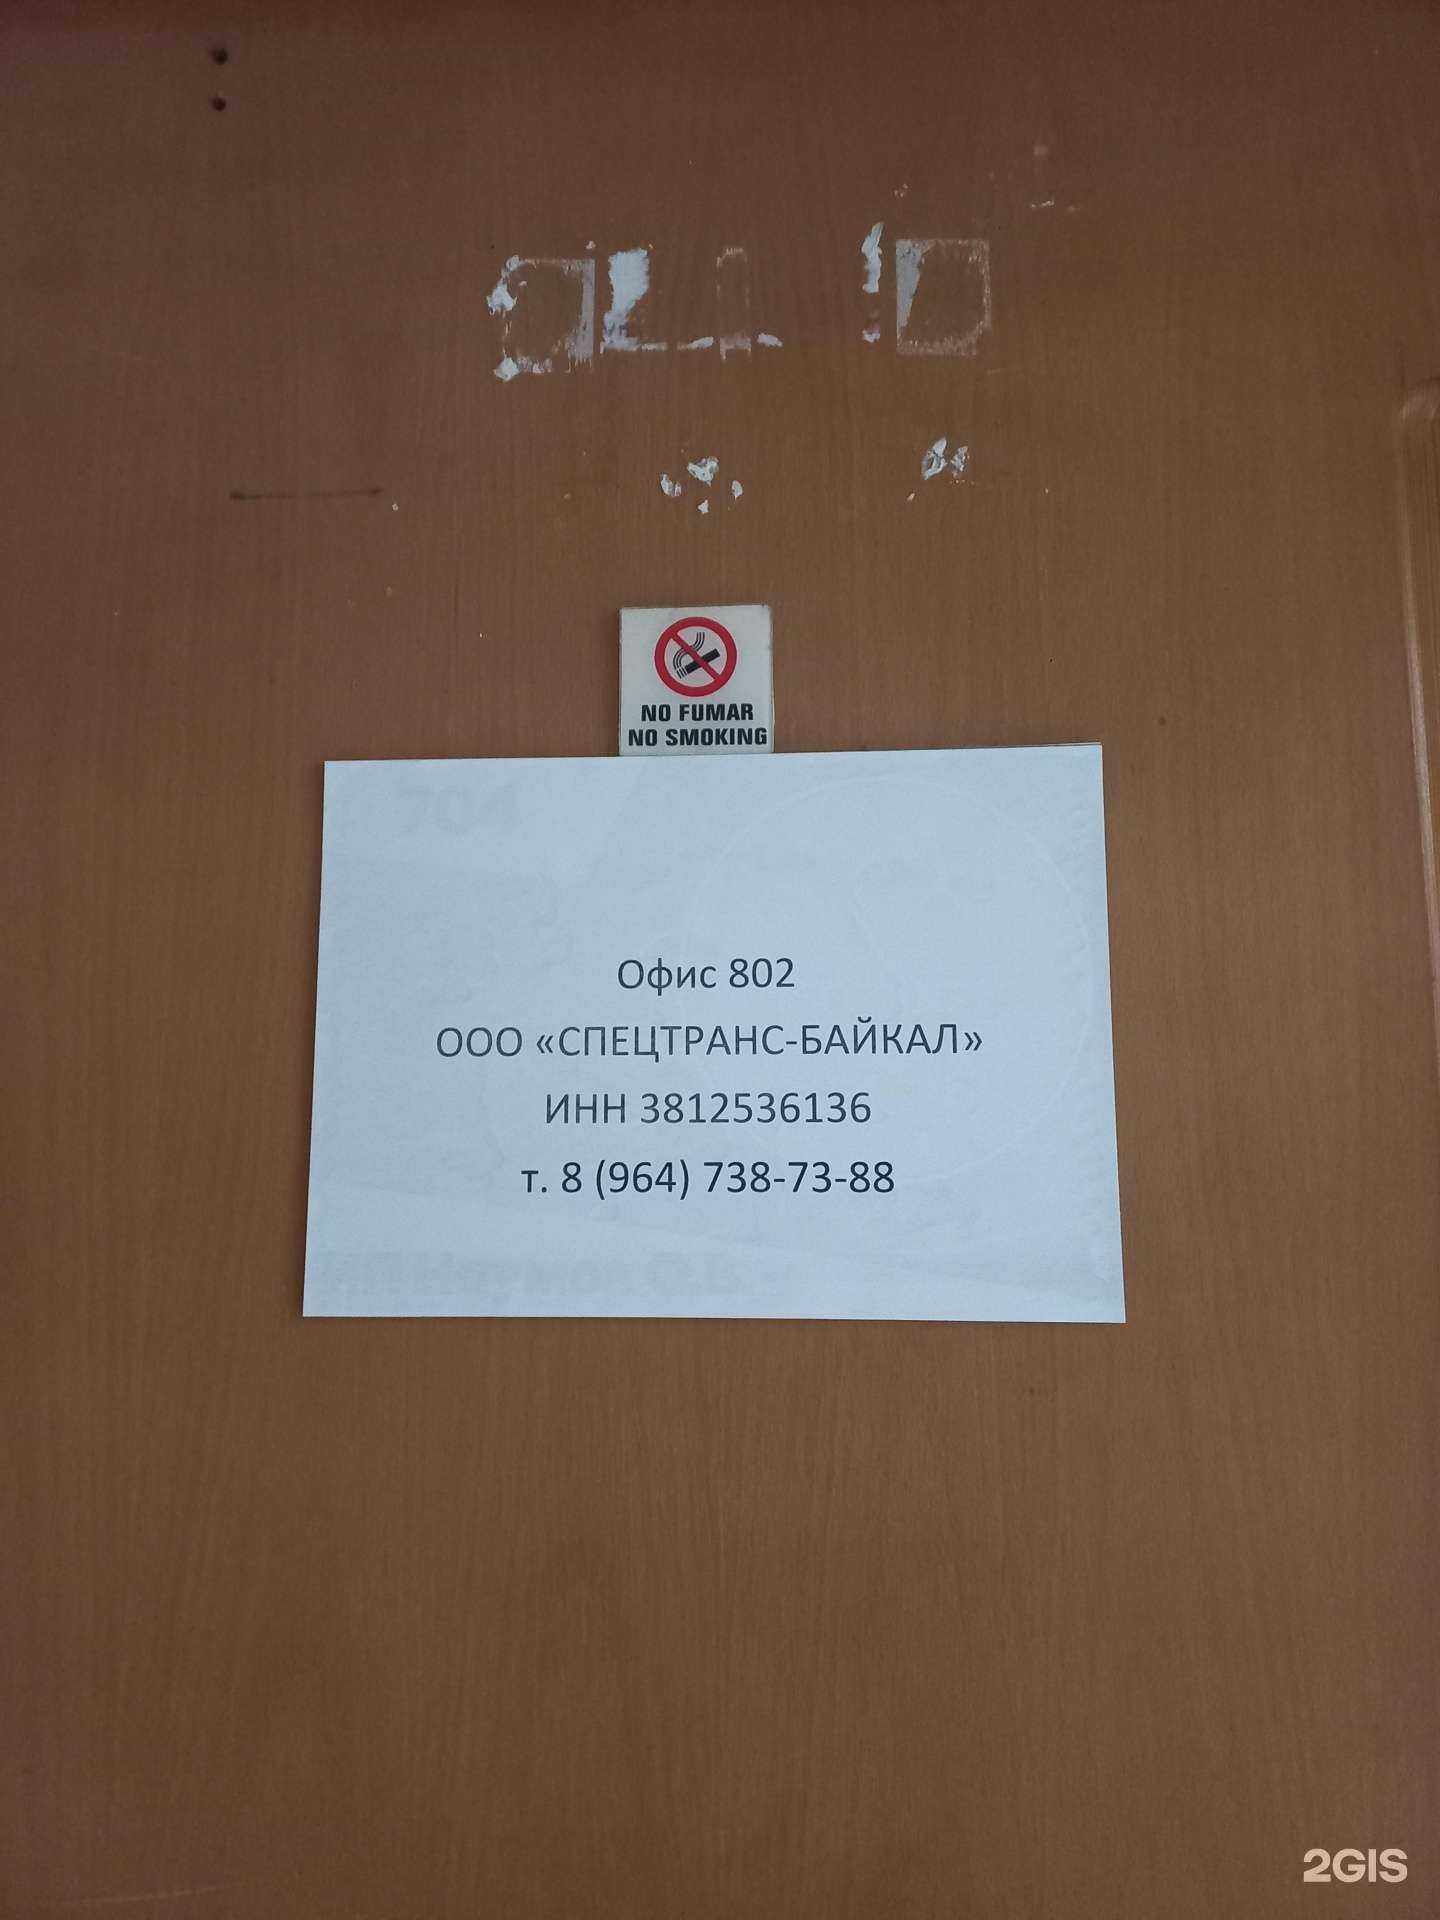 NO FUMAR
NO SMOKING
Офис 802
ООО «СПЕЦТРАНС-БАЙКАЛ»
ИНН 3812536136
т. 8 (964) 738-73-88
2GIS